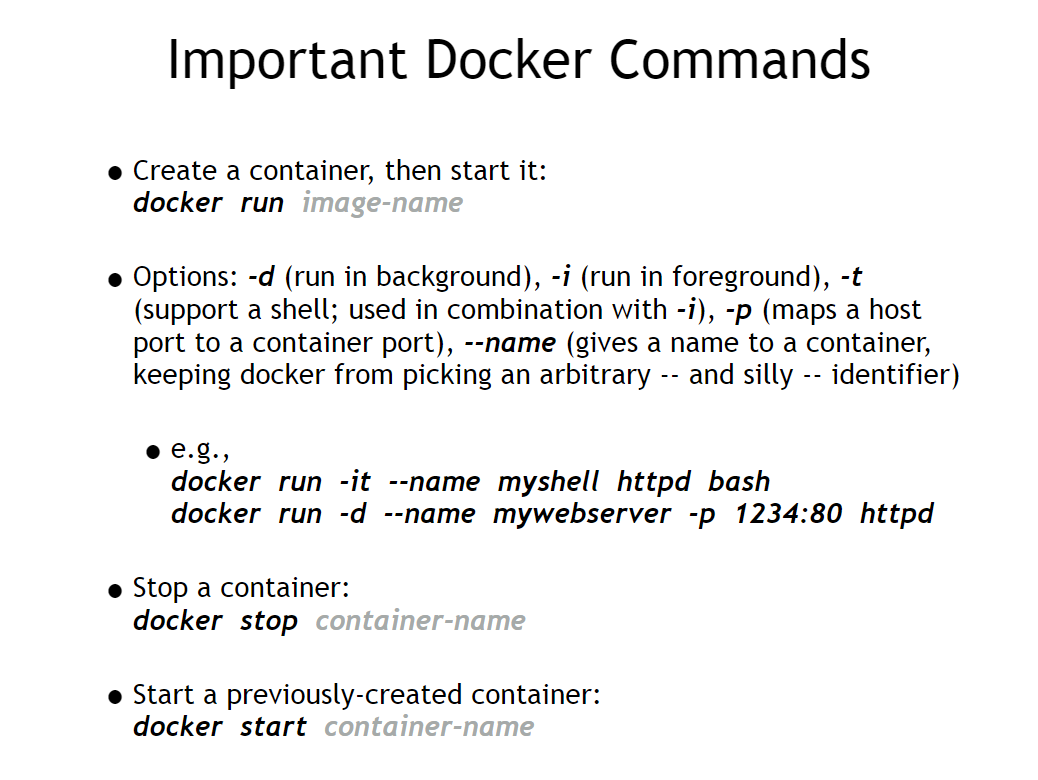 Important Docker Commands
● Create a container, then start it:
docker run image-name
● Options: -d (run in background), -i (run in foreground), -t
(support a shell; used in combination with -i), -p (maps a host
port to a container port), --name (gives a name to a container,
keeping docker from picking an arbitrary -- and silly -- identifier)
● e.g.,
docker run -it --name myshell httpd bash
docker run -d --name mywebserver -p 1234:80 httpd
● Stop a container:
docker stop container-name
● Start a previously-created container:
docker start container-name